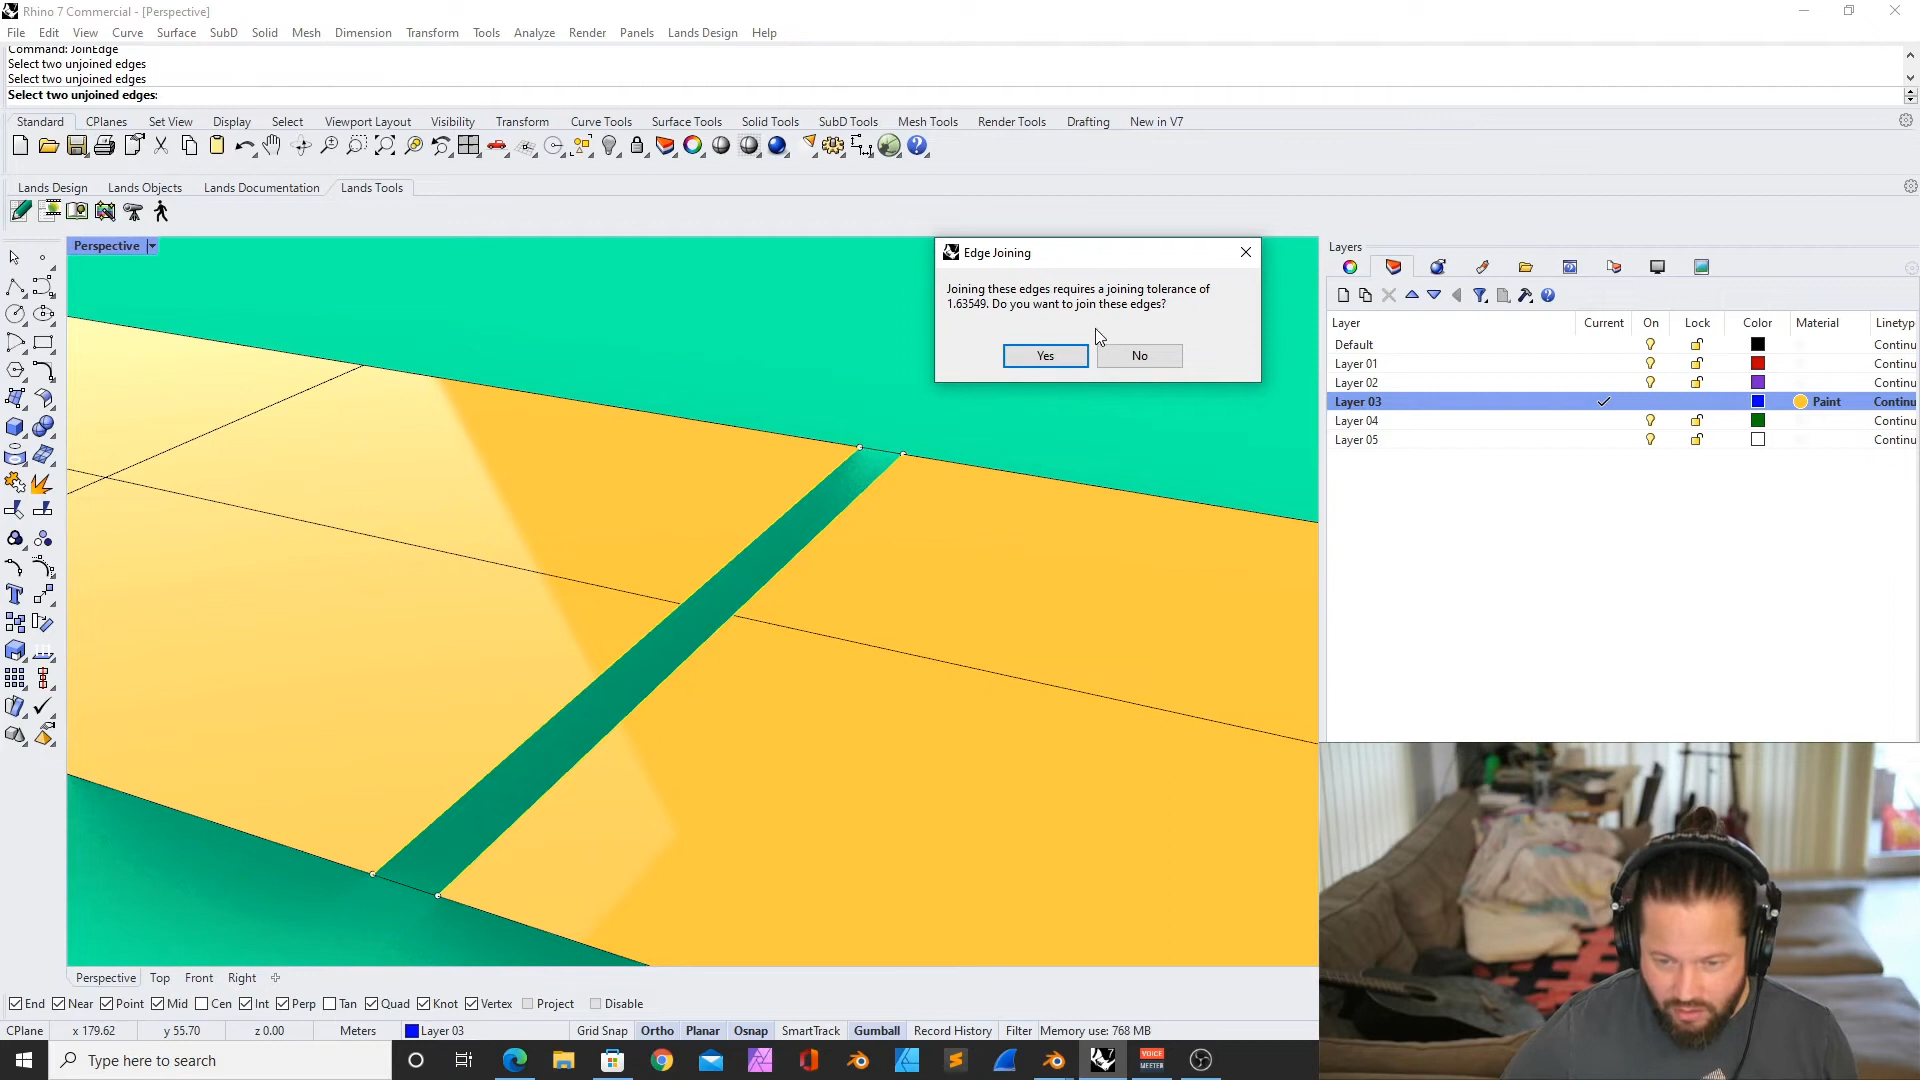 Rhino 7 Commercial - [Perspective]
File Edit View Curve Surface SubD Solid Mesh Dimension Transform Tools Analyze Render Panels Lands Design Help
Command: JoinEdge
Select two unjoined edges
Select two unjoined edges
Select two unjoined edges:
Standard CPlanes Set View Display Select Viewport Layout Visibility Transform Curve Tools Surface Tools Solid Tools SubD Tools Mesh Tools Render Tools Drafting New in V7
Lands Design Lands Objects Lands Documentation Lands Tools
Perspective
Edge Joining
Joining these edges requires a joining tolerance of
1.63549. Do you want to join these edges?
Yes No
Layers
Layer Current On Lock Color Material Linetyp
Default Continu
Layer 01 Continu
Layer 02 Continu
Layer 03 Paint Continu
Layer 04 Continu
Layer 05 Continu
Perspective Top Front Right
End Near Point Mid Cen Int Perp Tan Quad Knot Vertex Project Disable
CPlane x 179.62 y 55.70 z 0.00 Meters Layer 03 Grid Snap Ortho Planar Osnap SmartTrack Gumball Record History Filter Memory use: 768 MB
Type here to search
VOICE
MEETER